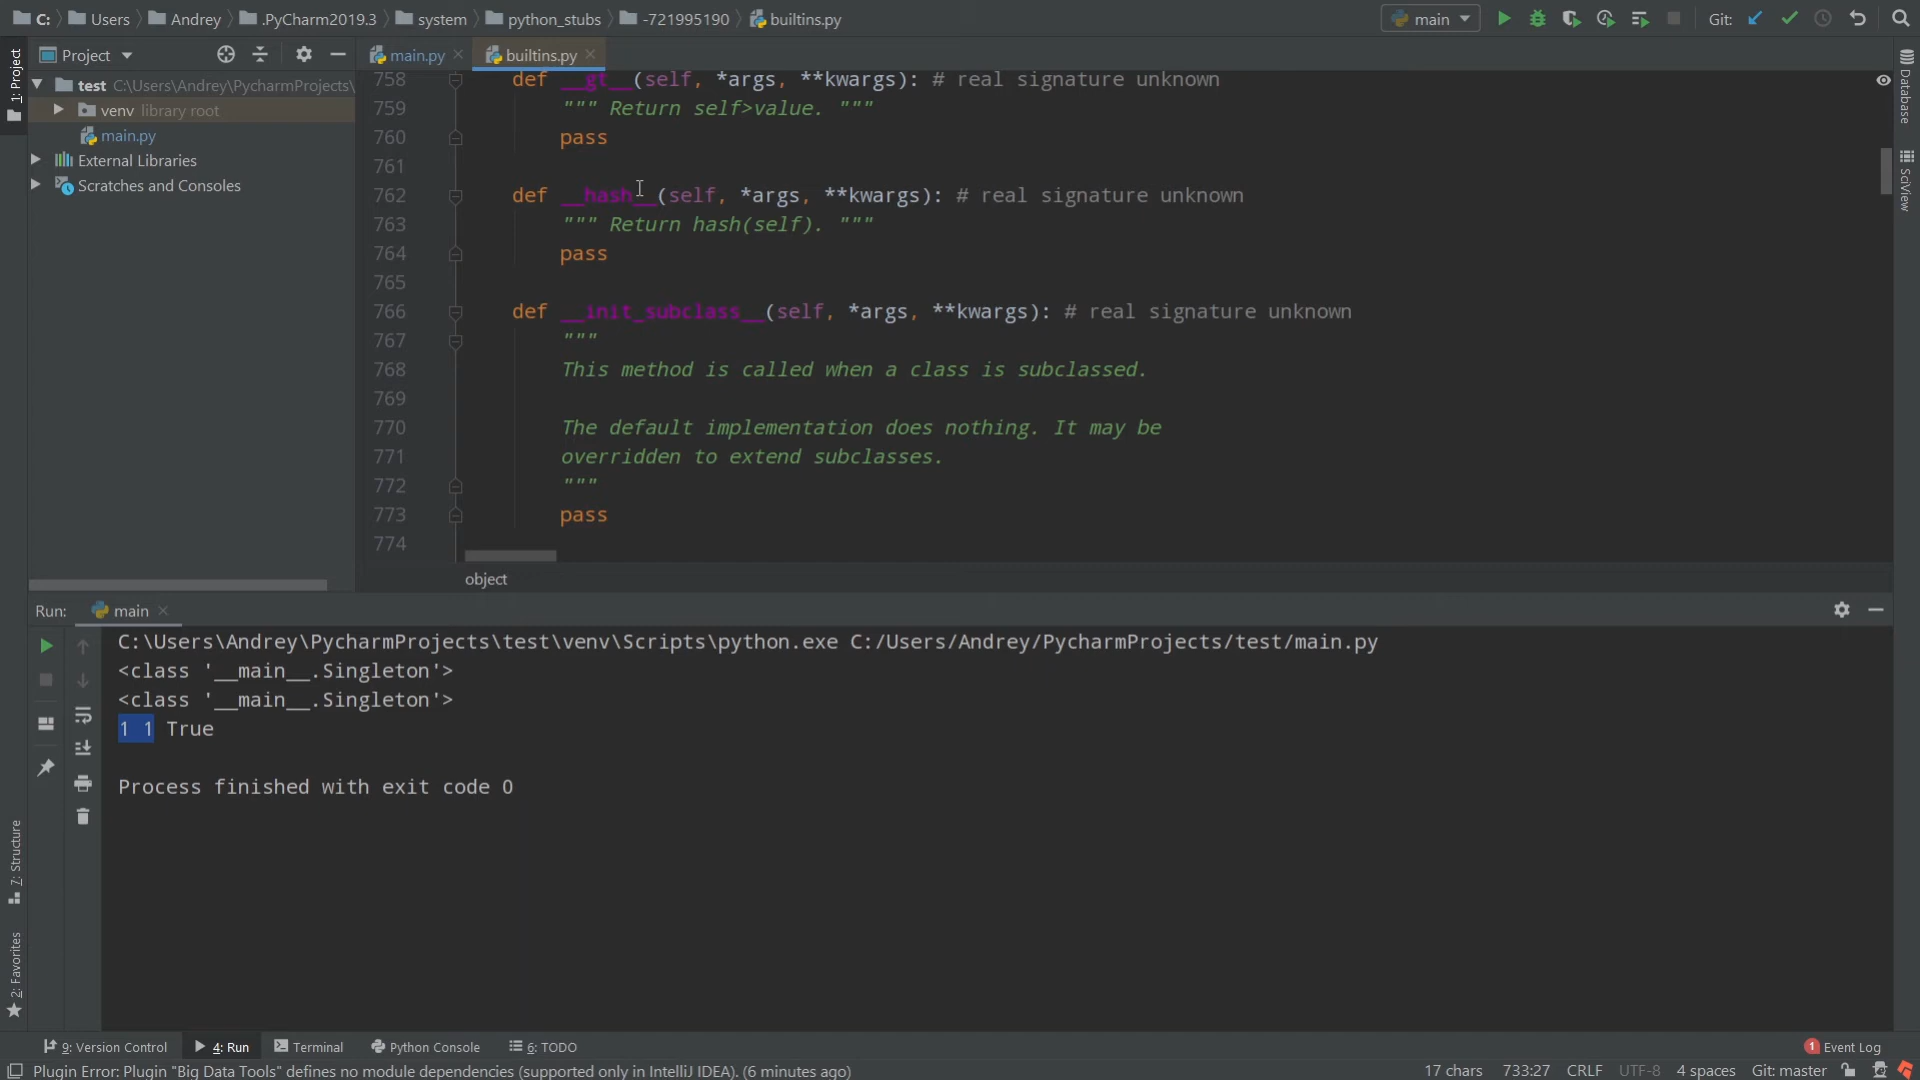 C: Users Andrey .PyCharm2019.3 system python_stubs -721995190 builtins.py main Git:
Project main.py builtins.py
1: Project
test C:\Users\Andrey\PycharmProjects\
venv library root
main.py
External Libraries
Scratches and Consoles
758 def __gt__(self, *args, **kwargs): # real signature unknown
759 """ Return self>value. """
760 pass
761
762 def __hash__(self, *args, **kwargs): # real signature unknown
763 """ Return hash(self). """
764 pass
765
766 def __init_subclass__(self, *args, **kwargs): # real signature unknown
767 """
768 This method is called when a class is subclassed.
769
770 The default implementation does nothing. It may be
771 overridden to extend subclasses.
772 """
773 pass
774
object
Database
SciView
Run: main
C:\Users\Andrey\PycharmProjects\test\venv\Scripts\python.exe C:/Users/Andrey/PycharmProjects/test/main.py
<class '__main__.Singleton'>
<class '__main__.Singleton'>
1 1 True
Process finished with exit code 0
7: Structure
2: Favorites
9: Version Control 4: Run Terminal Python Console 6: TODO 1 Event Log
Plugin Error: Plugin "Big Data Tools" defines no module dependencies (supported only in IntelliJ IDEA). (6 minutes ago) 17 chars 733:27 CRLF UTF-8 4 spaces Git: master